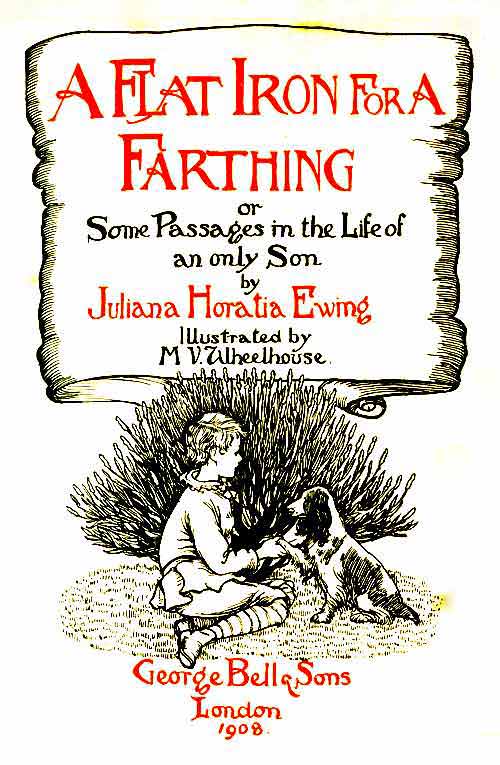 A FLAT IRON FOR A
FARTHING
or
Some Passages in the Life of
an only Son
by
Juliana Horatia Ewing
Illustrated by
M V. Wheelhouse.
George Bell & Sons
London
1908.